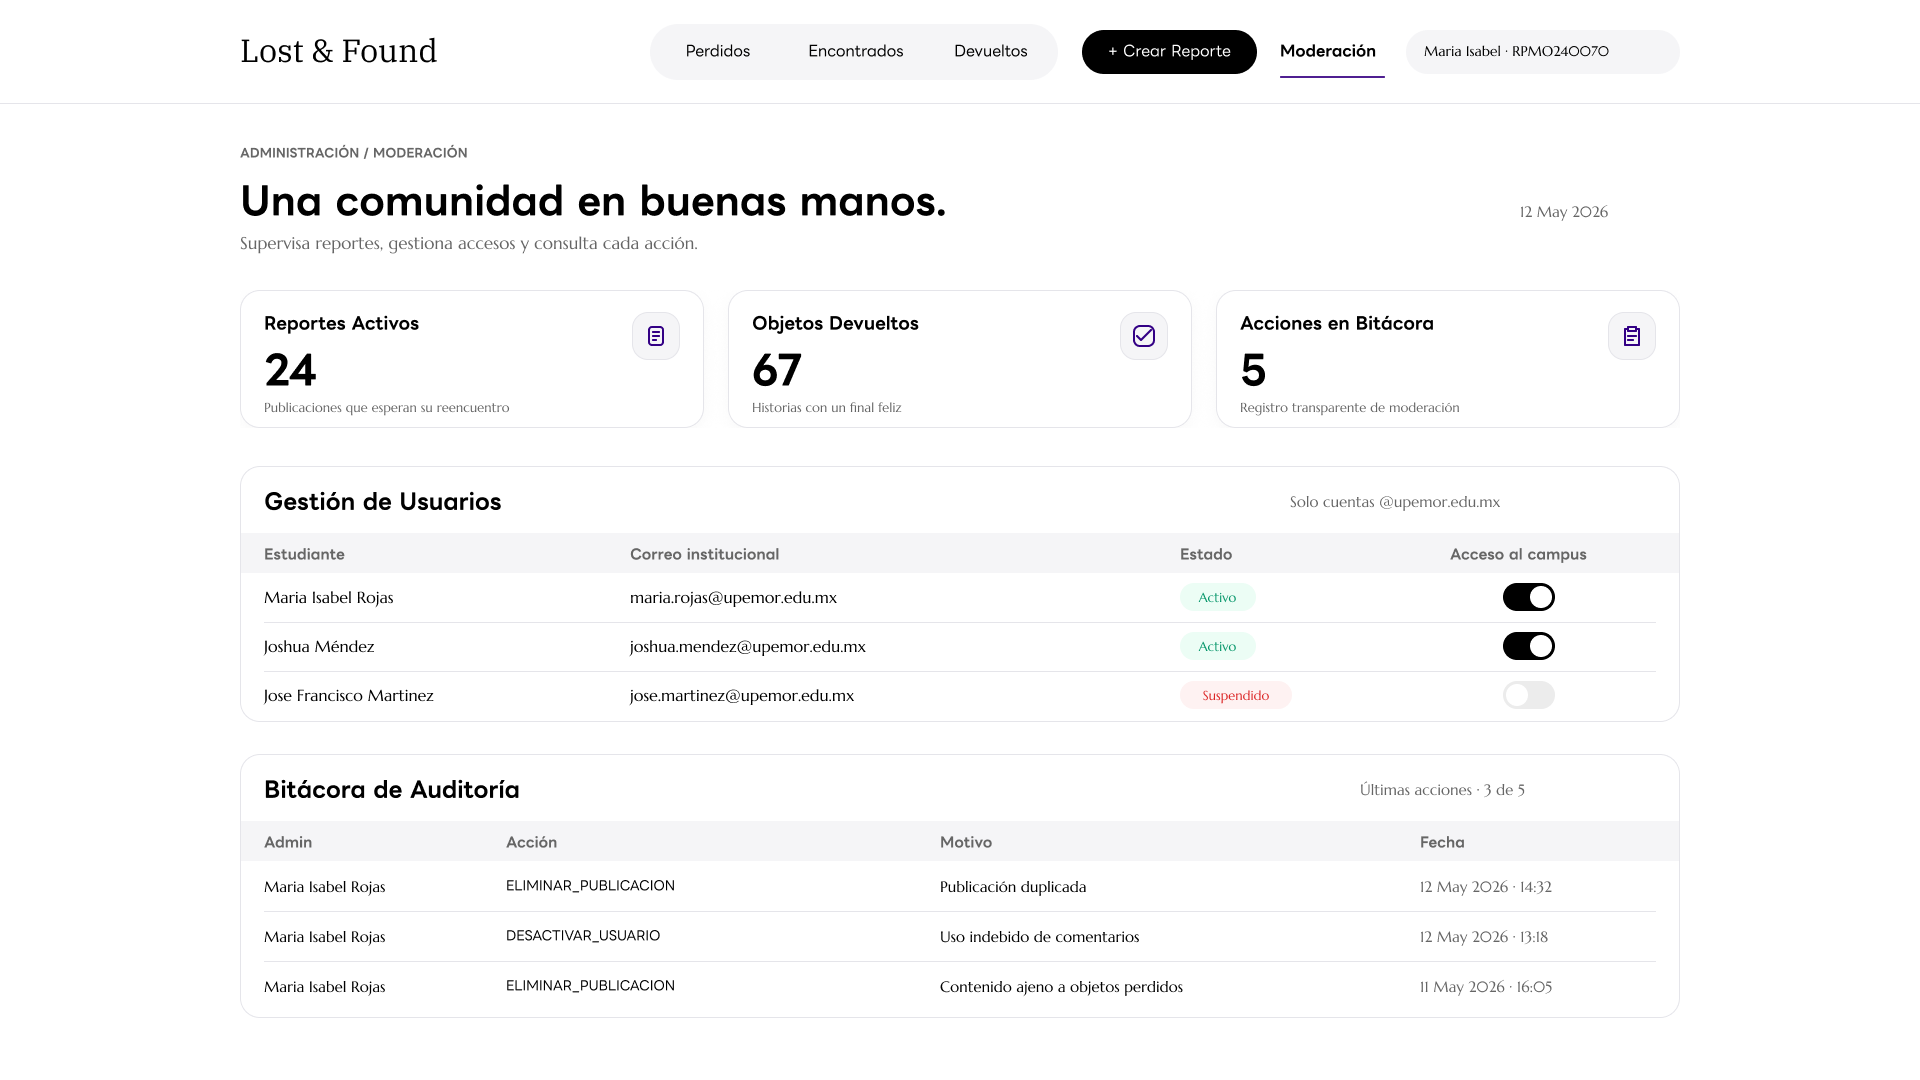 Lost & Found
Perdidos Encontrados Devueltos
+ Crear Reporte
Moderación
Maria Isabel · RPMO240070
ADMINISTRACIÓN / MODERACIÓN
Una comunidad en buenas manos.
12 May 2026
Supervisa reportes, gestiona accesos y consulta cada acción.
Reportes Activos
24
Publicaciones que esperan su reencuentro
Objetos Devueltos
67
Historias con un final feliz
Acciones en Bitácora
5
Registro transparente de moderación
Gestión de Usuarios
Solo cuentas @upemor.edu.mx
Estudiante Correo institucional Estado Acceso al campus
Maria Isabel Rojas maria.rojas@upemor.edu.mx Activo
Joshua Méndez joshua.mendez@upemor.edu.mx Activo
Jose Francisco Martinez jose.martinez@upemor.edu.mx Suspendido
Bitácora de Auditoría
Últimas acciones · 3 de 5
Admin Acción Motivo Fecha
Maria Isabel Rojas ELIMINAR_PUBLICACION Publicación duplicada 12 May 2026 · 14:32
Maria Isabel Rojas DESACTIVAR_USUARIO Uso indebido de comentarios 12 May 2026 · 13:18
Maria Isabel Rojas ELIMINAR_PUBLICACION Contenido ajeno a objetos perdidos 11 May 2026 · 16:05